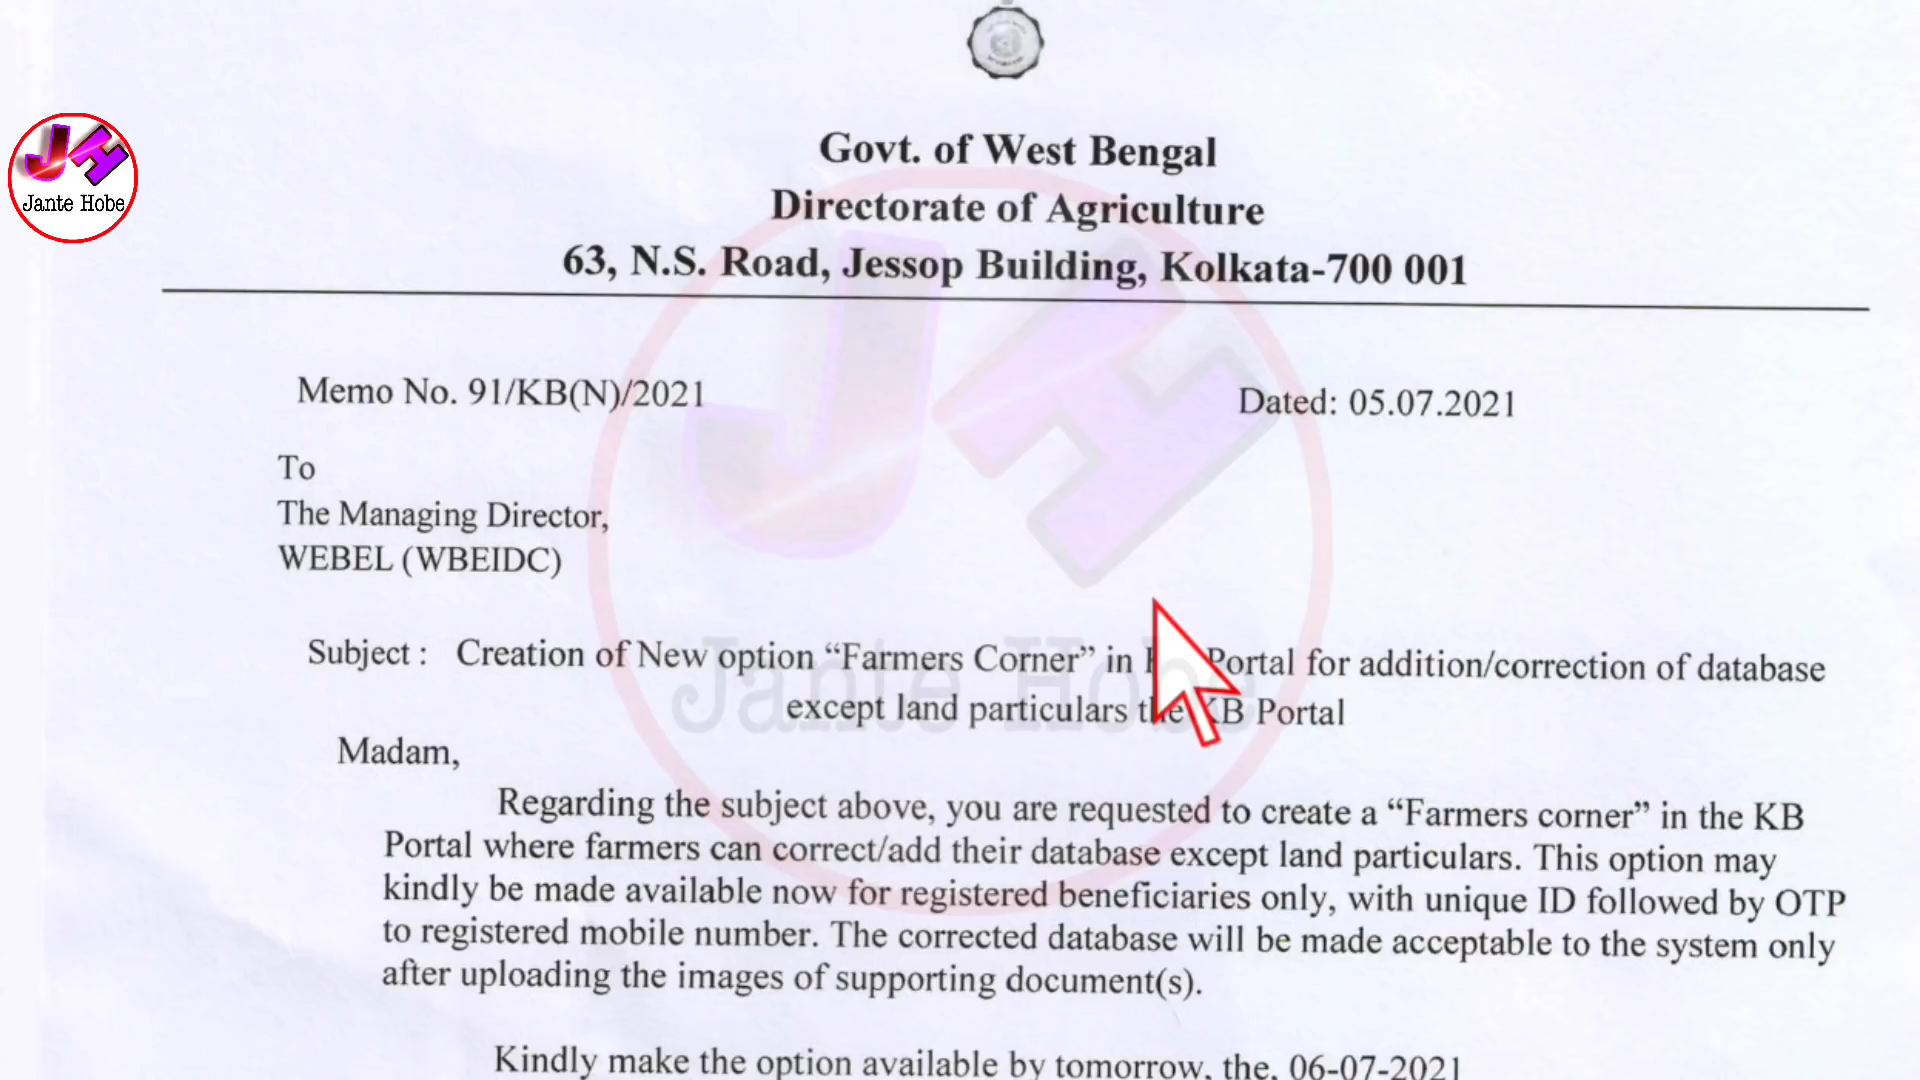 Govt. of West Bengal
Directorate of Agriculture
63, N.S. Road, Jessop Building, Kolkata-700 001
JH
Jante Hobe
Memo No. 91/KB(N)/2021
Dated: 05.07.2021
To
The Managing Director,
WEBEL (WBEIDC)
Subject : Creation of New option “Farmers Corner” in Portal for addition/correction of database
except land particulars the KB Portal
Jante Hobe
Madam,
Regarding the subject above, you are requested to create a “Farmers corner” in the KB
Portal where farmers can correct/add their database except land particulars. This option may
kindly be made available now for registered beneficiaries only, with unique ID followed by OTP
to registered mobile number. The corrected database will be made acceptable to the system only
after uploading the images of supporting document(s).
Kindly make the option available by tomorrow, the, 06-07-2021